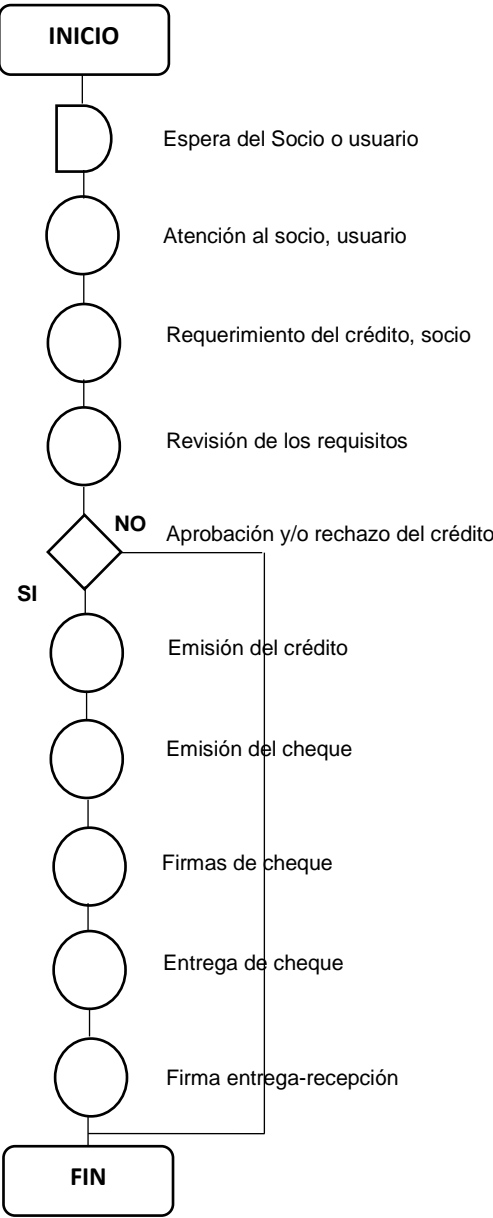 INICIO
Espera del Socio o usuario
Atención al socio, usuario
Requerimiento del crédito, socio
Revisión de los requisitos
NO
Aprobación y/o rechazo del crédito
SI
Emisión del crédito
Emisión del cheque
Firmas de cheque
Entrega de cheque
Firma entrega-recepción
FIN